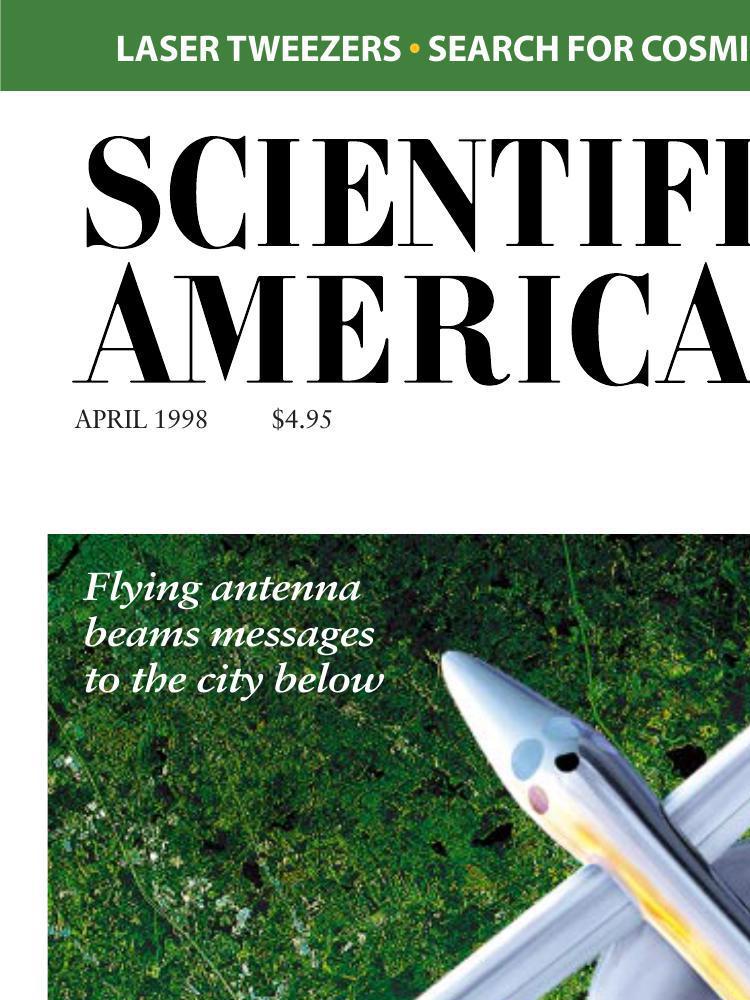 LASER TWEEZERS • SEARCH FOR COSMI
SCIENTIFI
AMERICA
APRIL 1998 $4.95
Flying antenna
beams messages
to the city below